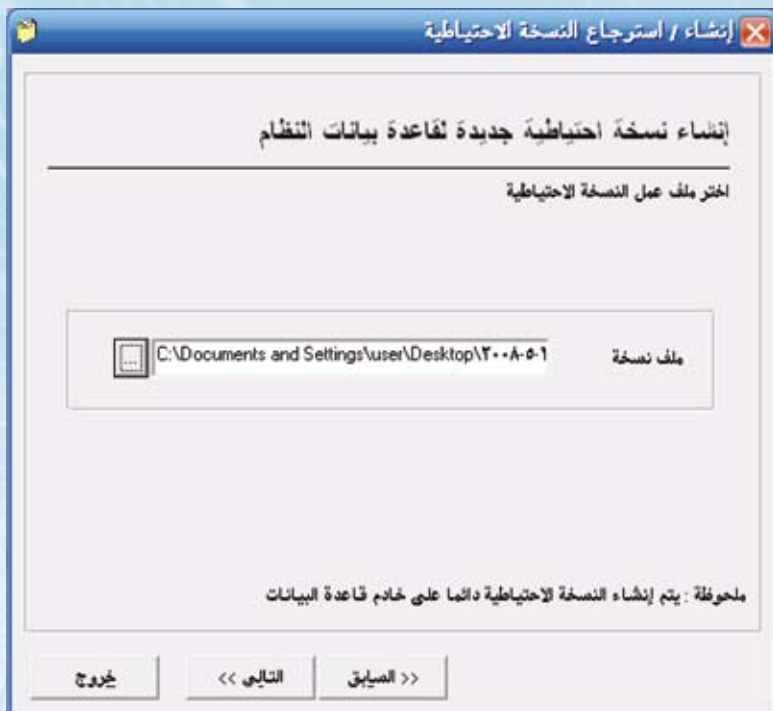 إنشاء / استرجاع النسخة الاحتياطية
إنشاء نسخة احتياطية جديدة لقاعدة بيانات النظام
اختر ملف عمل النسخة الاحتياطية
ملف نسخة
C:\Documents and Settings\user\Desktop\٢٠٠٨-٥-١
...
ملحوظة : يتم إنشاء النسخة الاحتياطية دائما على خادم قاعدة البيانات
<< السابق
التالى >>
خروج